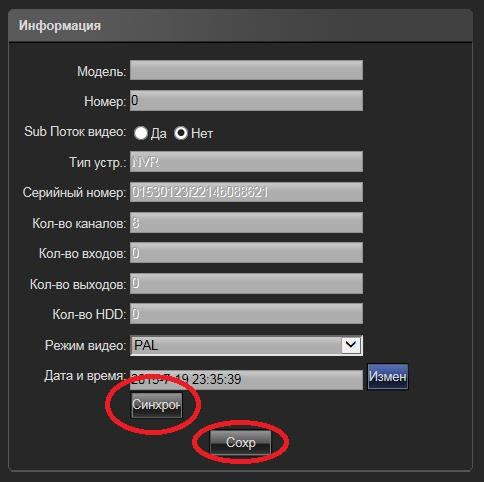 Информация
Модель:
Номер: 0
Sub Поток видео: Да Нет
Тип устр.: NVR
Серийный номер: 01530123f2214b088621
Кол-во каналов: 8
Кол-во входов: 0
Кол-во выходов: 0
Кол-во HDD: 0
Режим видео: PAL
Дата и время: 2015-7-19 23:35:39 Измен
Синхрон
Сохр